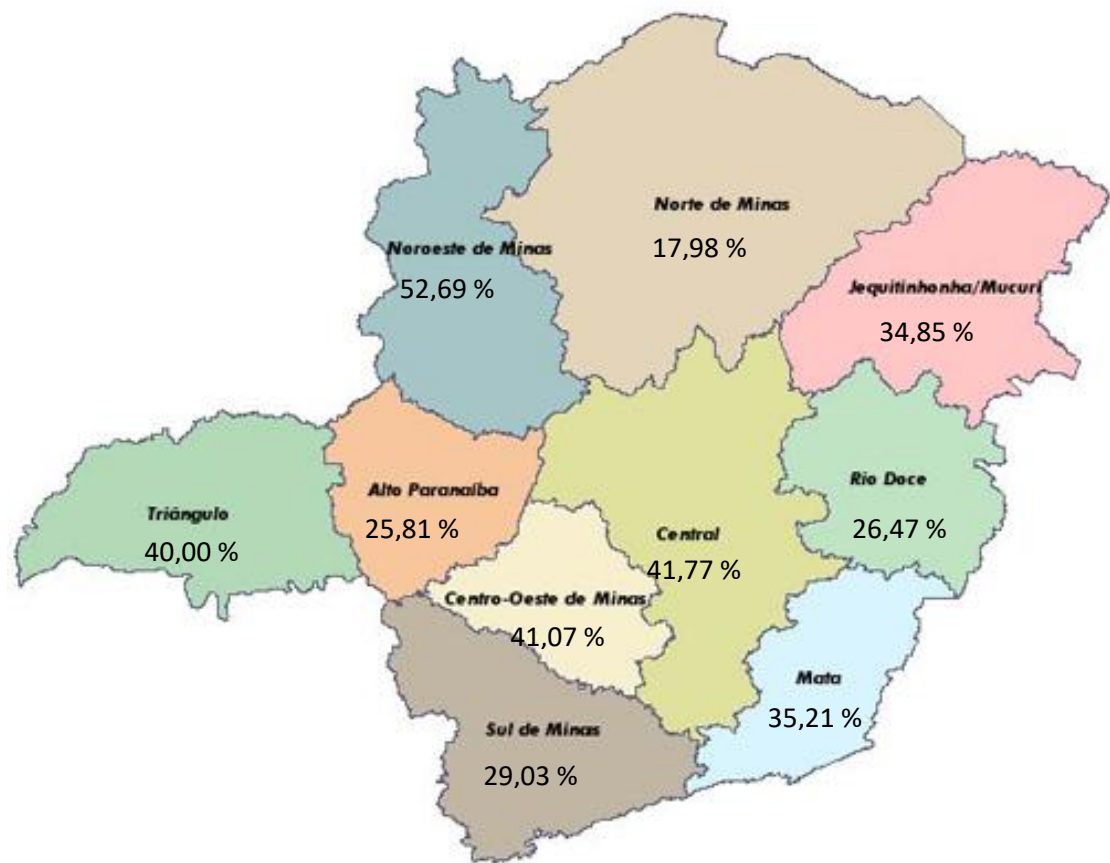 Norte de Minas
17,98 %
Noroeste de Minas
52,69 %
Jequitinhonha/Mucuri
34,85 %
Alto Paranaíba
25,81 %
Rio Doce
26,47 %
Triângulo
40,00 %
Central
41,77 %
Centro-Oeste de Minas
41,07 %
Mata
35,21 %
Sul de Minas
29,03 %